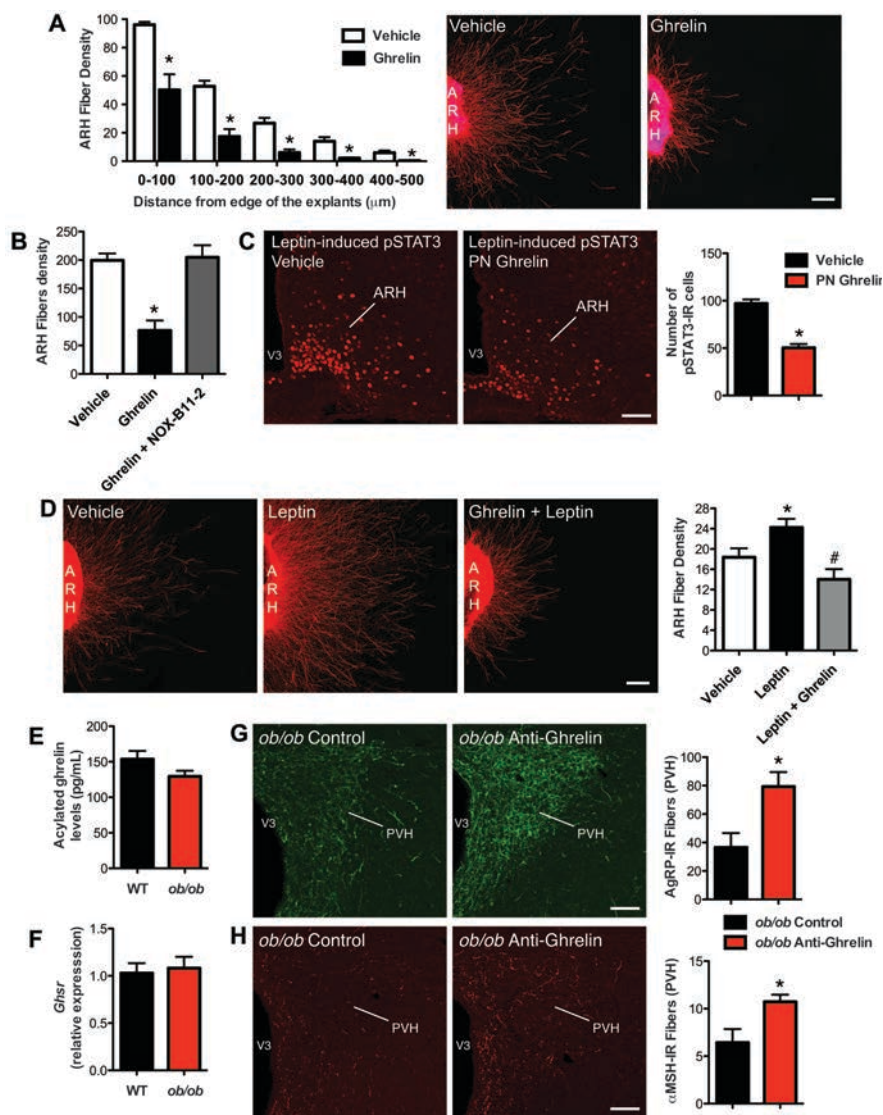 A
ARH Fiber Density
100
80
60
40
20
0
Vehicle
Ghrelin
*
*
*
*
*
0-100 100-200 200-300 300-400 400-500
Distance from edge of the explants (μm)
Vehicle
ARH
Ghrelin
ARH
B
ARH Fibers density
250
200
150
100
50
0
*
Vehicle
Ghrelin
Ghrelin + NOX-B11-2
C
Leptin-induced pSTAT3
Vehicle
ARH
V3
Leptin-induced pSTAT3
PN Ghrelin
ARH
V3
Number of
pSTAT3-IR cells
150
100
50
0
*
Vehicle
PN Ghrelin
D
Vehicle
ARH
Leptin
ARH
Ghrelin + Leptin
ARH
ARH Fiber Density
28
24
20
16
12
8
4
0
*
#
Vehicle
Leptin
Leptin + Ghrelin
E
Acylated ghrelin
levels (pg/mL)
200
150
100
50
0
WT ob/ob
F
Ghsr
(relative expresssion)
1.5
1.0
0.5
0.0
WT ob/ob
G
ob/ob Control
V3
PVH
ob/ob Anti-Ghrelin
PVH
AgRP-IR Fibers (PVH)
100
80
60
40
20
0
*
ob/ob Control
ob/ob Anti-Ghrelin
H
ob/ob Control
V3
PVH
ob/ob Anti-Ghrelin
V3
PVH
αMSH-IR Fibers (PVH)
15
10
5
0
*